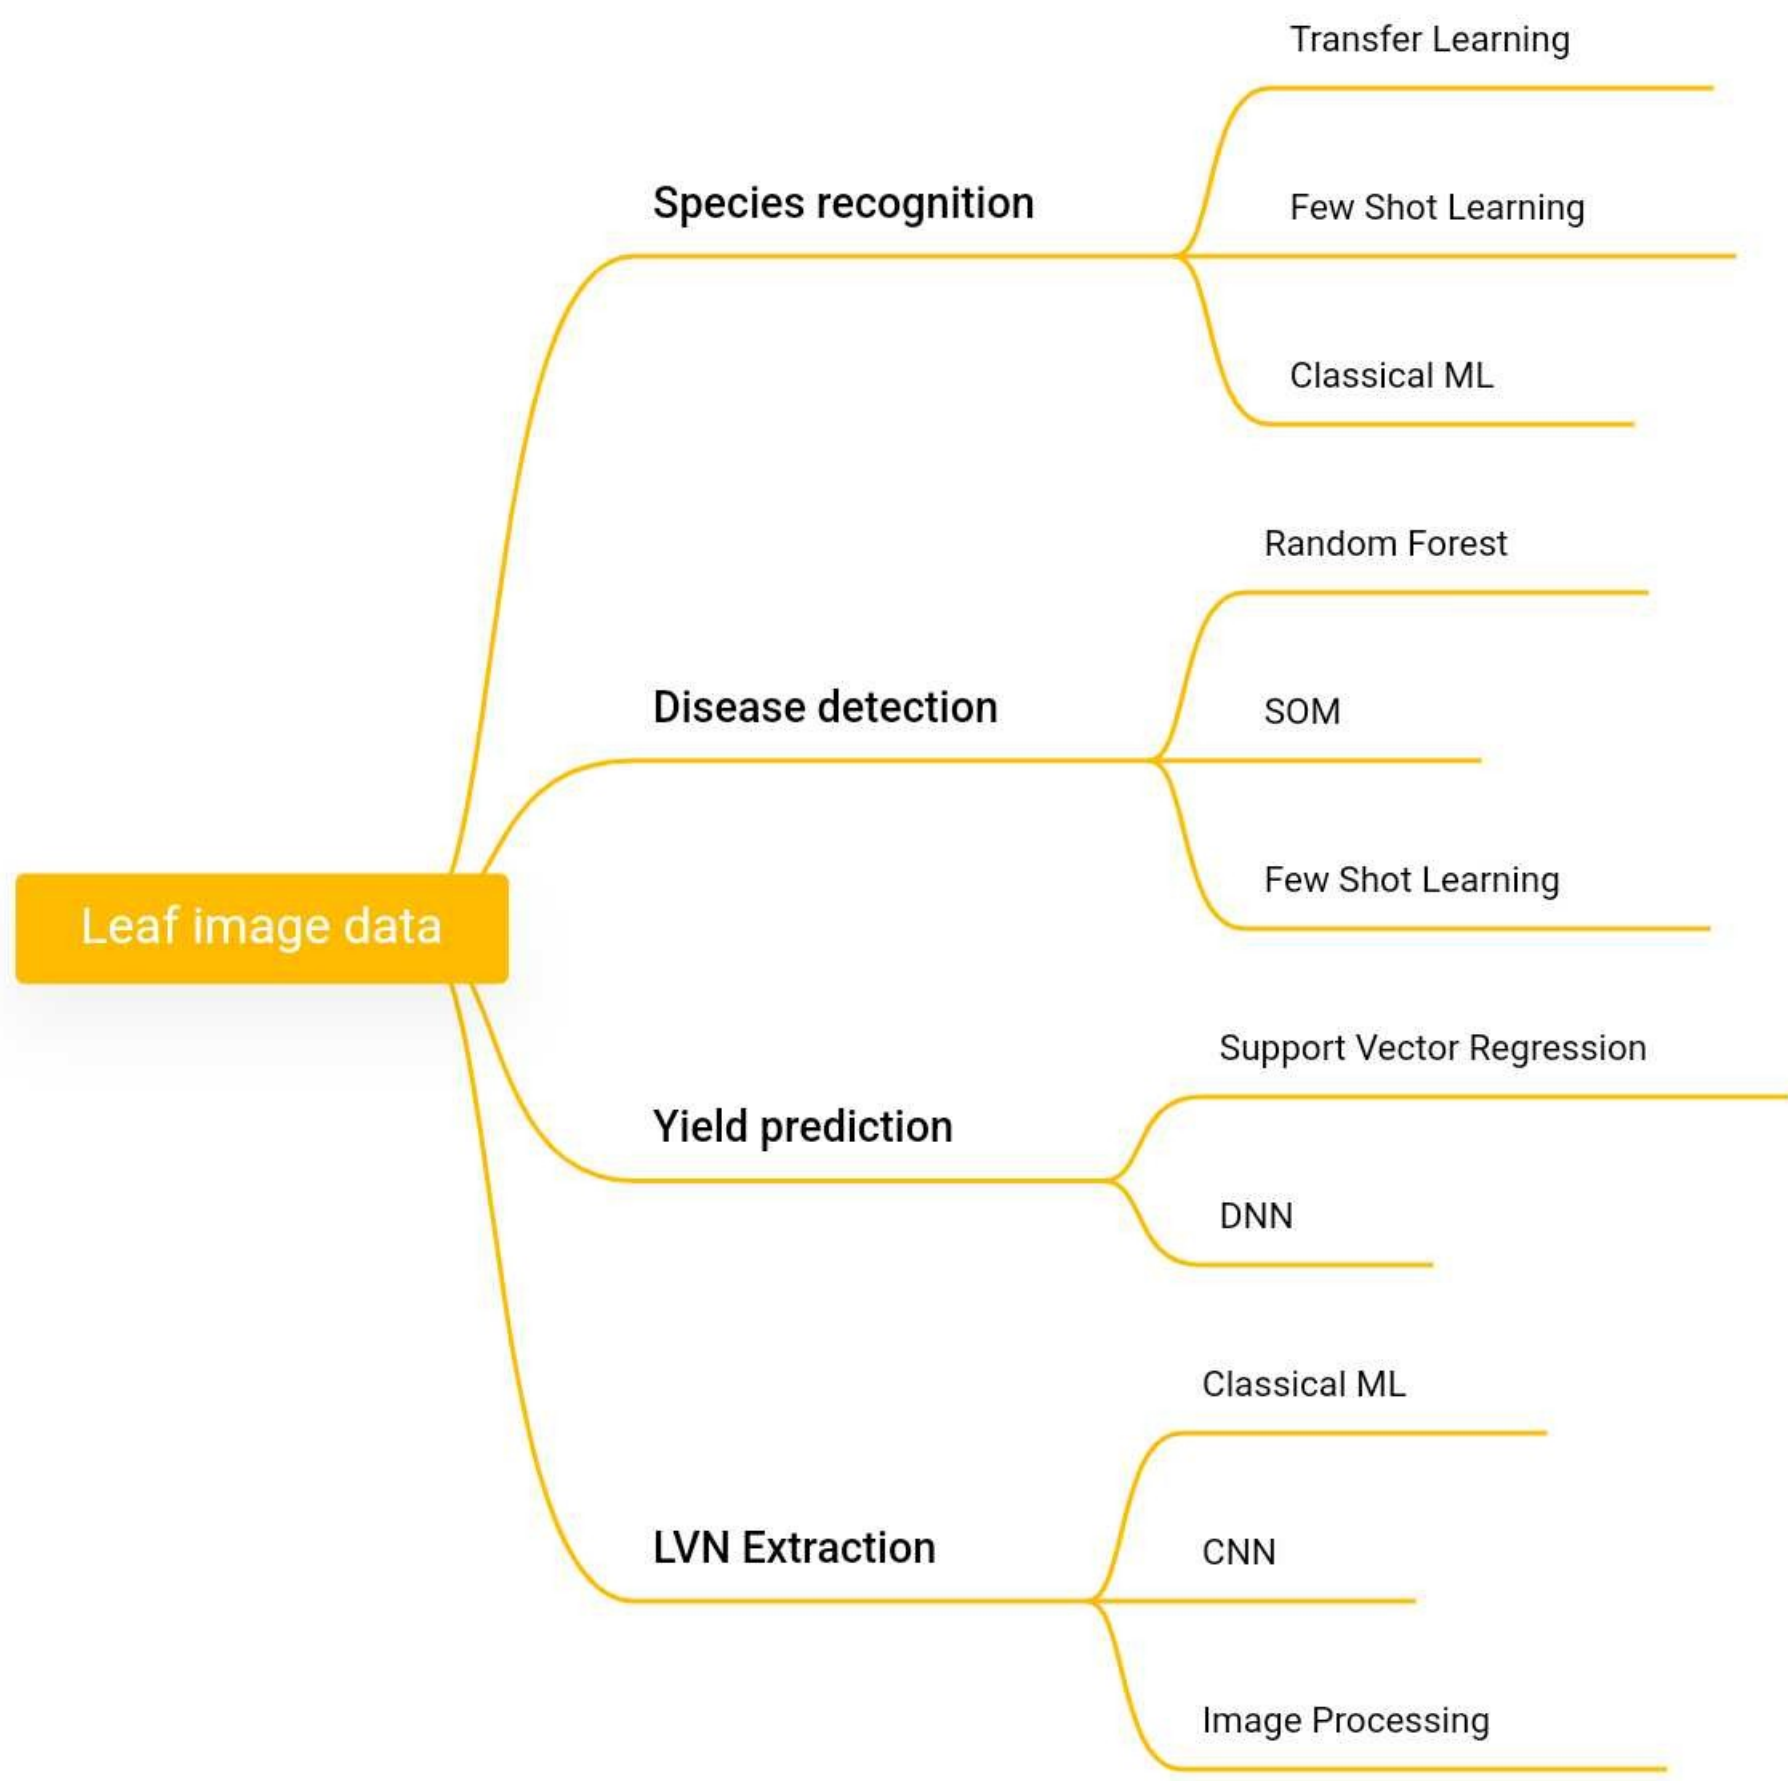 Leaf image data
Species recognition
Transfer Learning
Few Shot Learning
Classical ML
Disease detection
Random Forest
SOM
Few Shot Learning
Yield prediction
Support Vector Regression
DNN
LVN Extraction
Classical ML
CNN
Image Processing